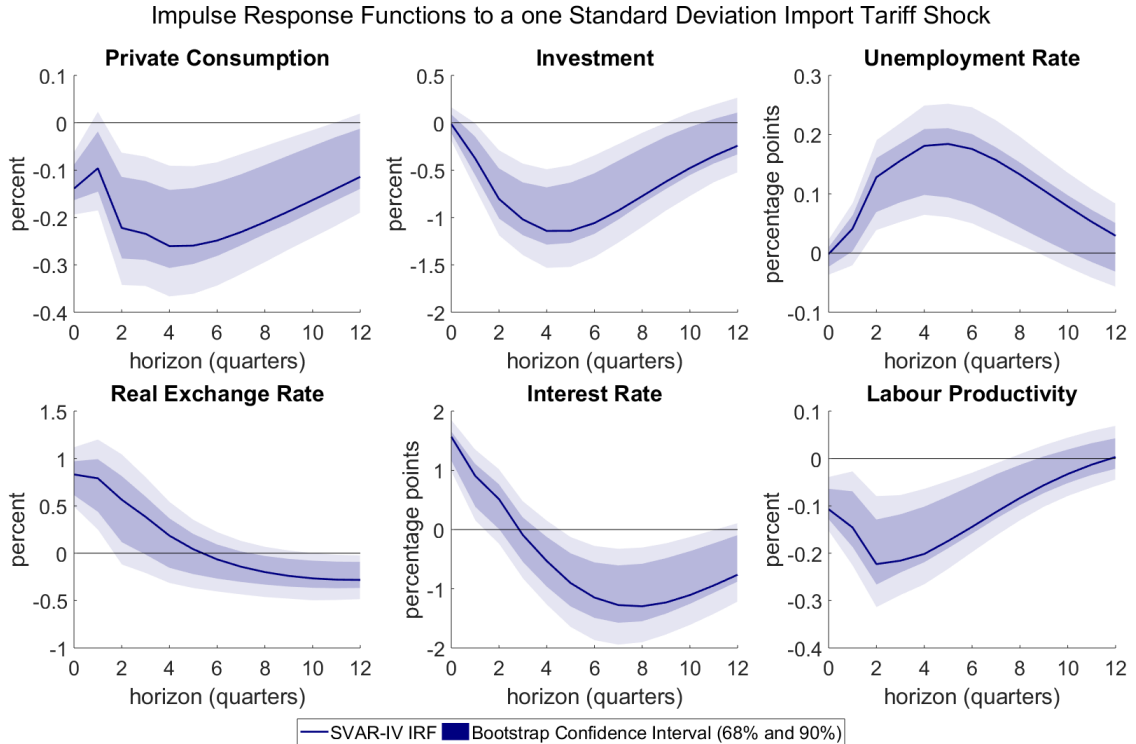 Impulse Response Functions to a one Standard Deviation Import Tariff Shock
Private Consumption
percent
0.1
0
-0.1
-0.2
-0.3
-0.4
0 2 4 6 8 10 12
horizon (quarters)
Investment
percent
0.5
0
-0.5
-1
-1.5
-2
0 2 4 6 8 10 12
horizon (quarters)
Unemployment Rate
percentage points
0.3
0.2
0.1
0
-0.1
0 2 4 6 8 10 12
horizon (quarters)
Real Exchange Rate
percent
1.5
1
0.5
0
-0.5
-1
0 2 4 6 8 10 12
horizon (quarters)
Interest Rate
percentage points
2
1
0
-1
-2
0 2 4 6 8 10 12
horizon (quarters)
Labour Productivity
percent
0.1
0
-0.1
-0.2
-0.3
-0.4
0 2 4 6 8 10 12
horizon (quarters)
SVAR-IV IRF Bootstrap Confidence Interval (68% and 90%)